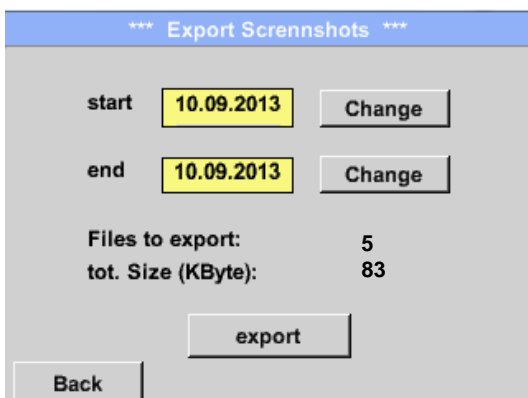 *** Export Scrennshots ***
start 10.09.2013 Change
end 10.09.2013 Change
Files to export: 5
tot. Size (KByte): 83
export
Back